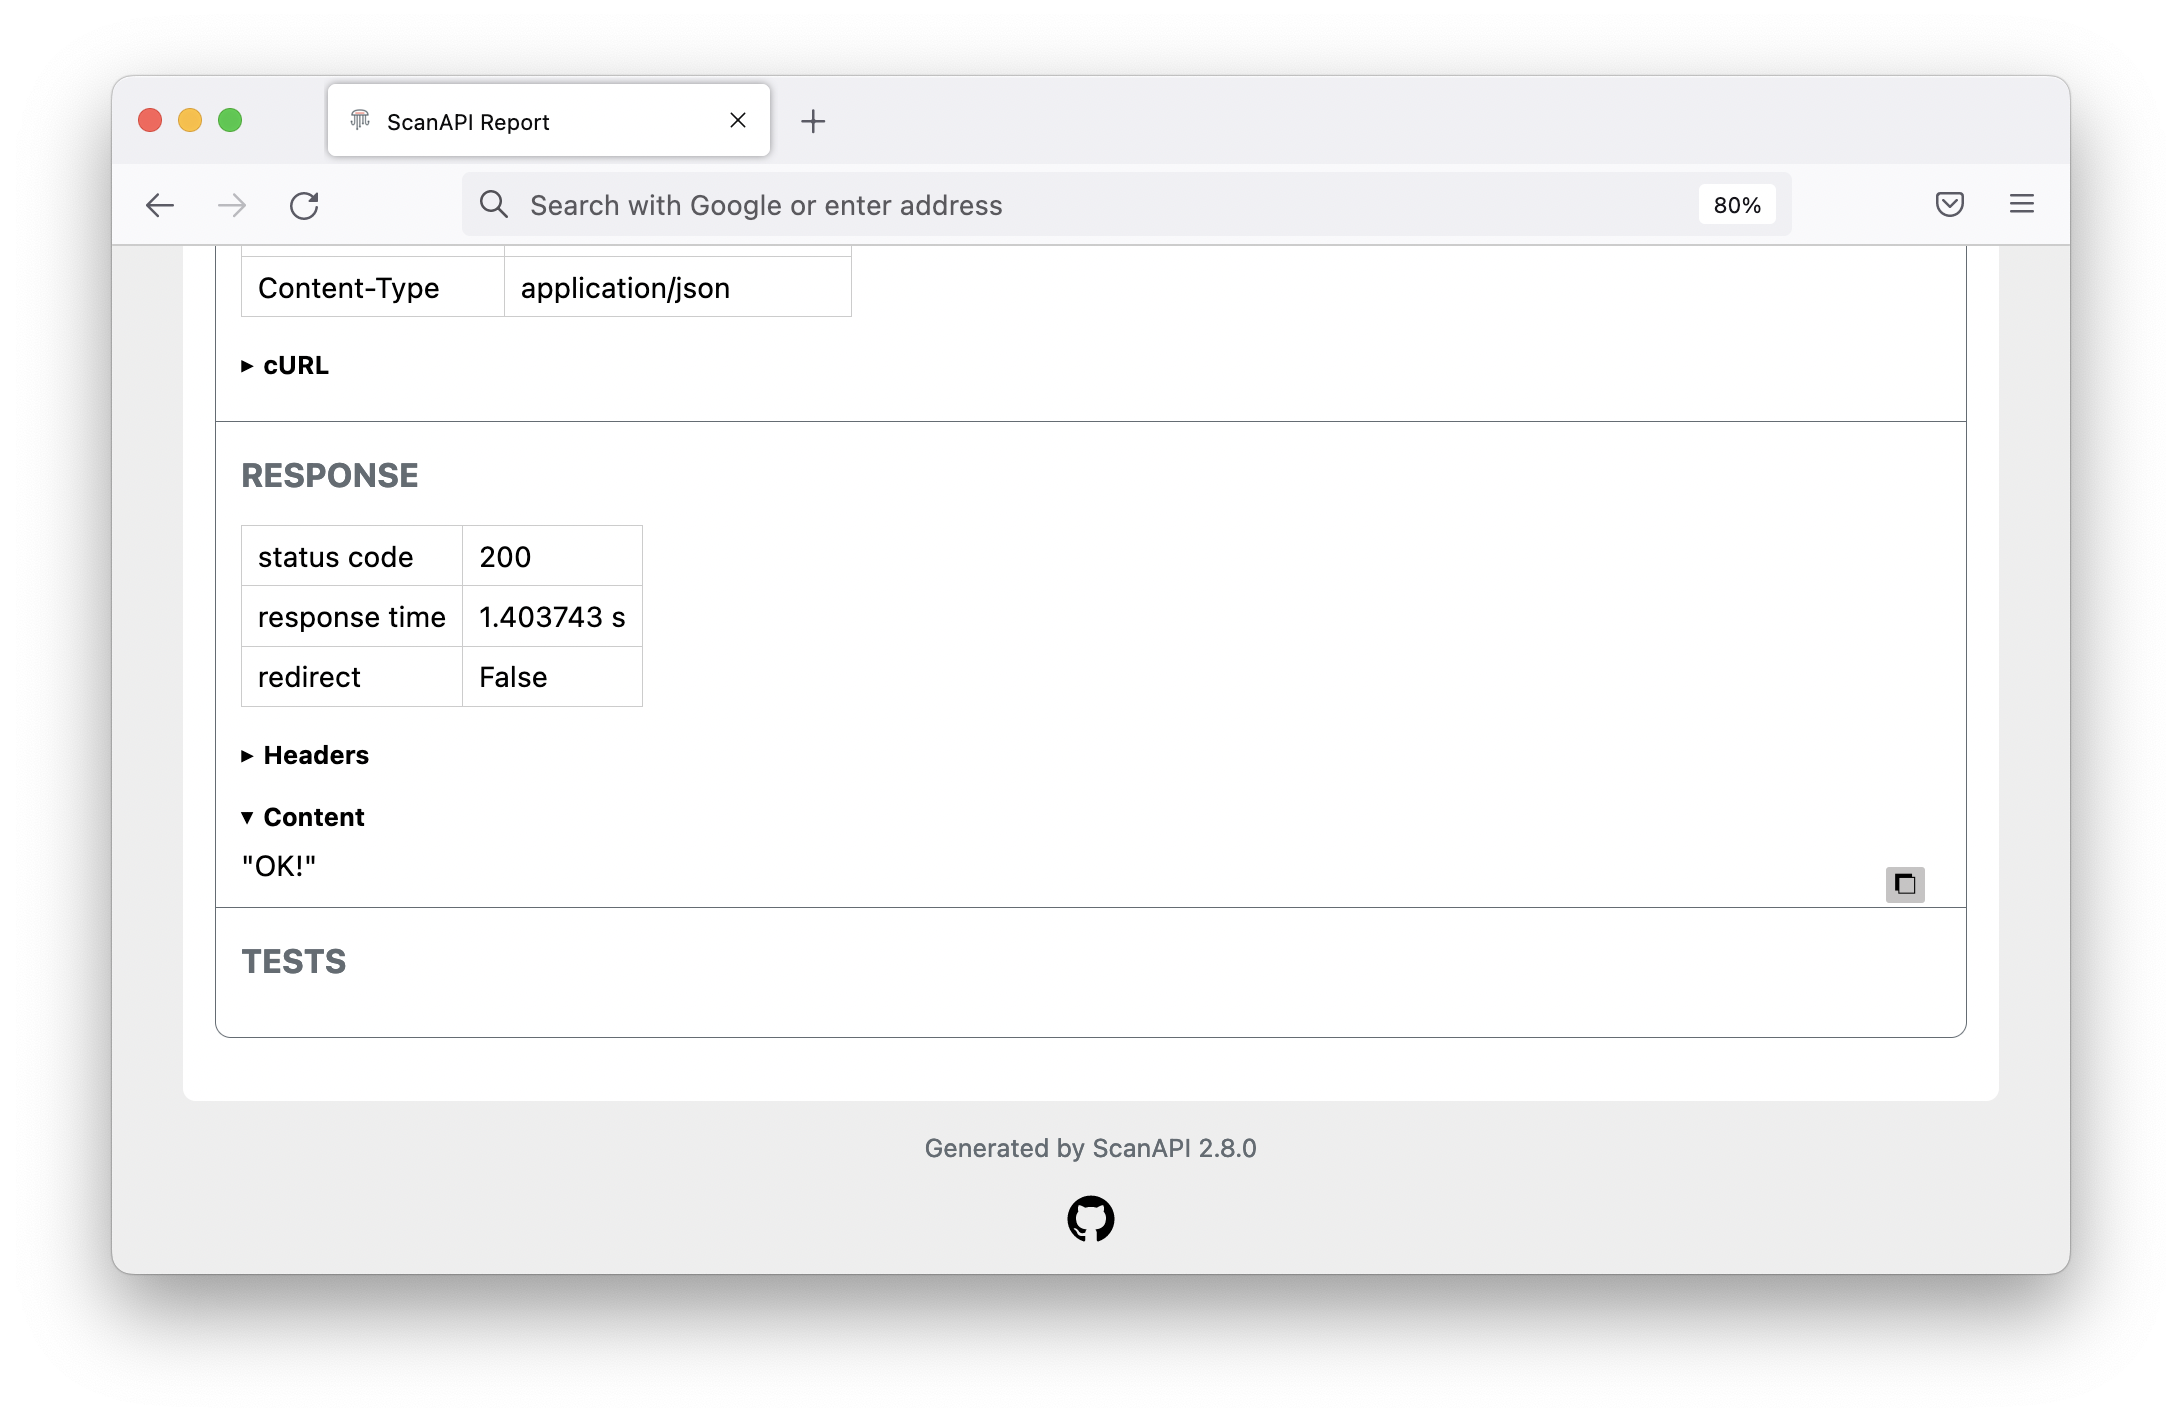 ScanAPI Report
Search with Google or enter address
80%
Content-Type application/json
cURL
RESPONSE
status code 200
response time 1.403743 s
redirect False
Headers
Content
"OK!"
TESTS
Generated by ScanAPI 2.8.0